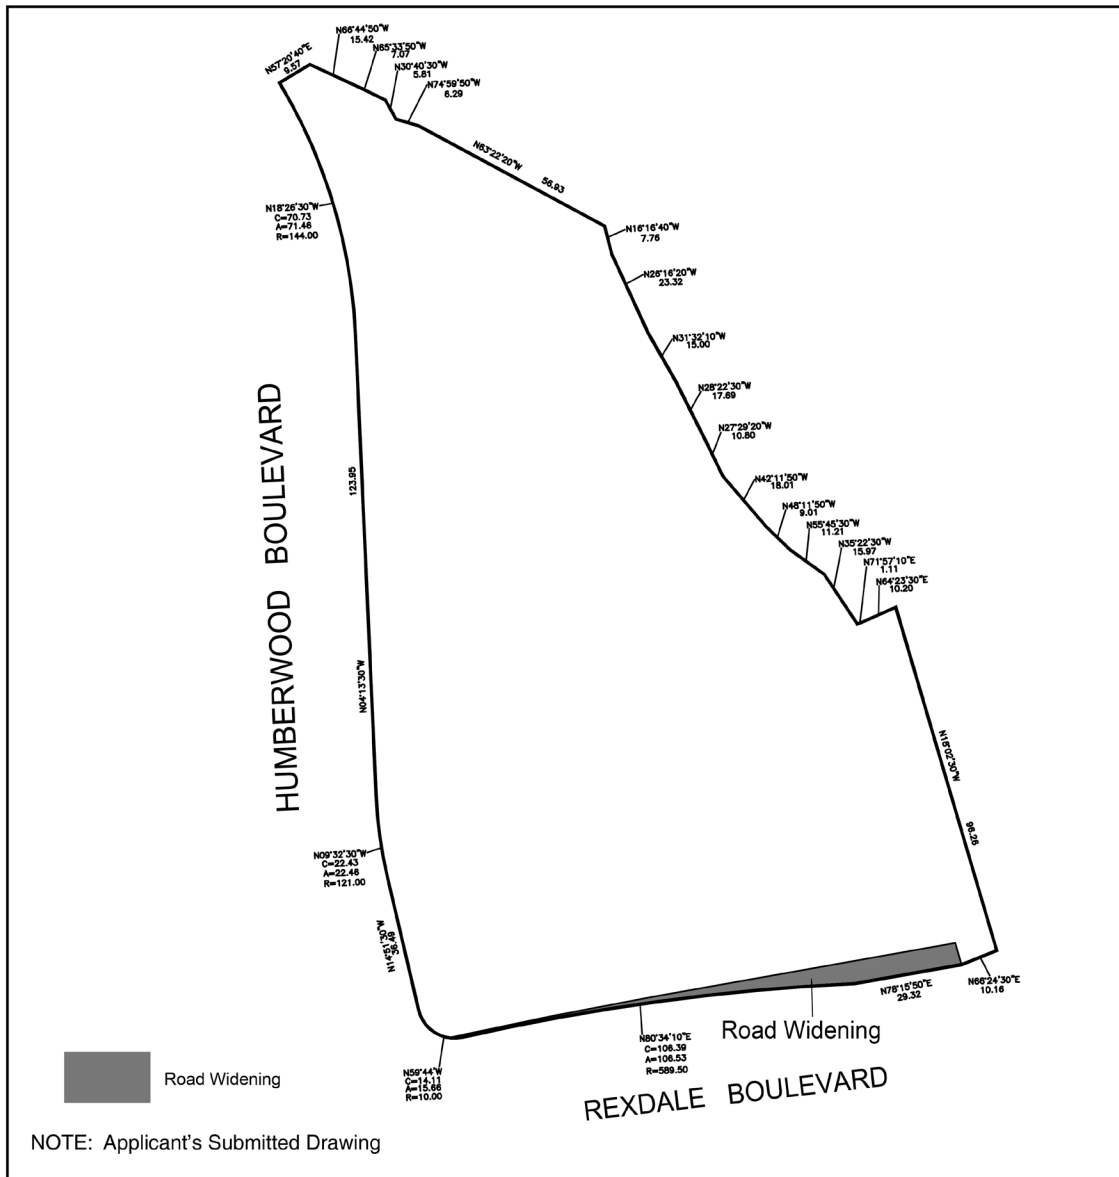 N57°20'40"E
9.57
N66°44'50"W
15.42
N65°33'50"W
7.07
N30°40'30"W
5.81
N74°59'50"W
6.29
N63°22'20"W 56.93
N18°26'30"W
C=70.73
A=71.46
R=144.00
N16°16'40"W
7.76
N26°16'20"W
23.32
N31°32'10"W
15.00
N28°22'30"W
17.69
N27°29'20"W
10.80
N42°11'50"W
18.01
N48°11'50"W
9.01
N55°45'30"W
11.21
N35°22'30"W
15.97
N71°57'10"E
1.11
N64°23'30"E
10.20
HUMBERWOOD BOULEVARD
N04°13'30"W 123.95
N18°02'30"W 96.26
N09°32'30"W
C=22.43
A=22.46
R=121.00
N14°51'30"W
36.49
N66°24'30"E
10.16
N78°15'50"E
29.32
Road Widening
N80°34'10"E
C=106.39
A=106.53
R=589.50
N59°44'W
C=14.11
A=15.66
R=10.00
REXDALE BOULEVARD
Road Widening
NOTE: Applicant's Submitted Drawing